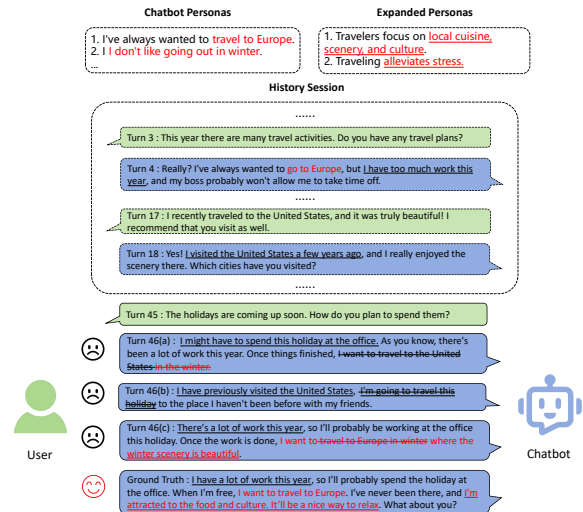 Chatbot Personas
1. I've always wanted to travel to Europe.
2. I I don't like going out in winter.
...
Expanded Personas
1. Travelers focus on local cuisine,
scenery, and culture.
2. Traveling alleviates stress.
History Session
......
Turn 3 : This year there are many travel activities. Do you have any travel plans?
Turn 4 : Really? I've always wanted to go to Europe, but I have too much work this
year, and my boss probably won't allow me to take time off.
......
Turn 17 : I recently traveled to the United States, and it was truly beautiful! I
recommend that you visit as well.
Turn 18 : Yes! I visited the United States a few years ago, and I really enjoyed the
scenery there. Which cities have you visited?
......
Turn 45 : The holidays are coming up soon. How do you plan to spend them?
Turn 46(a) : I might have to spend this holiday at the office. As you know, there's
been a lot of work this year. Once things finished, I want to travel to the United
States in the winter.
Turn 46(b) : I have previously visited the United States, I'm going to travel this
holiday to the place I haven't been before with my friends.
Turn 46(c) : There's a lot of work this year, so I'll probably be working at the office
this holiday. Once the work is done, I want to travel to Europe in winter where the
winter scenery is beautiful.
Ground Truth : I have a lot of work this year, so I'll probably spend the holiday at
the office. When I'm free, I want to travel to Europe. I've never been there, and I'm
attracted to the food and culture. It'll be a nice way to relax. What about you?
User
Chatbot